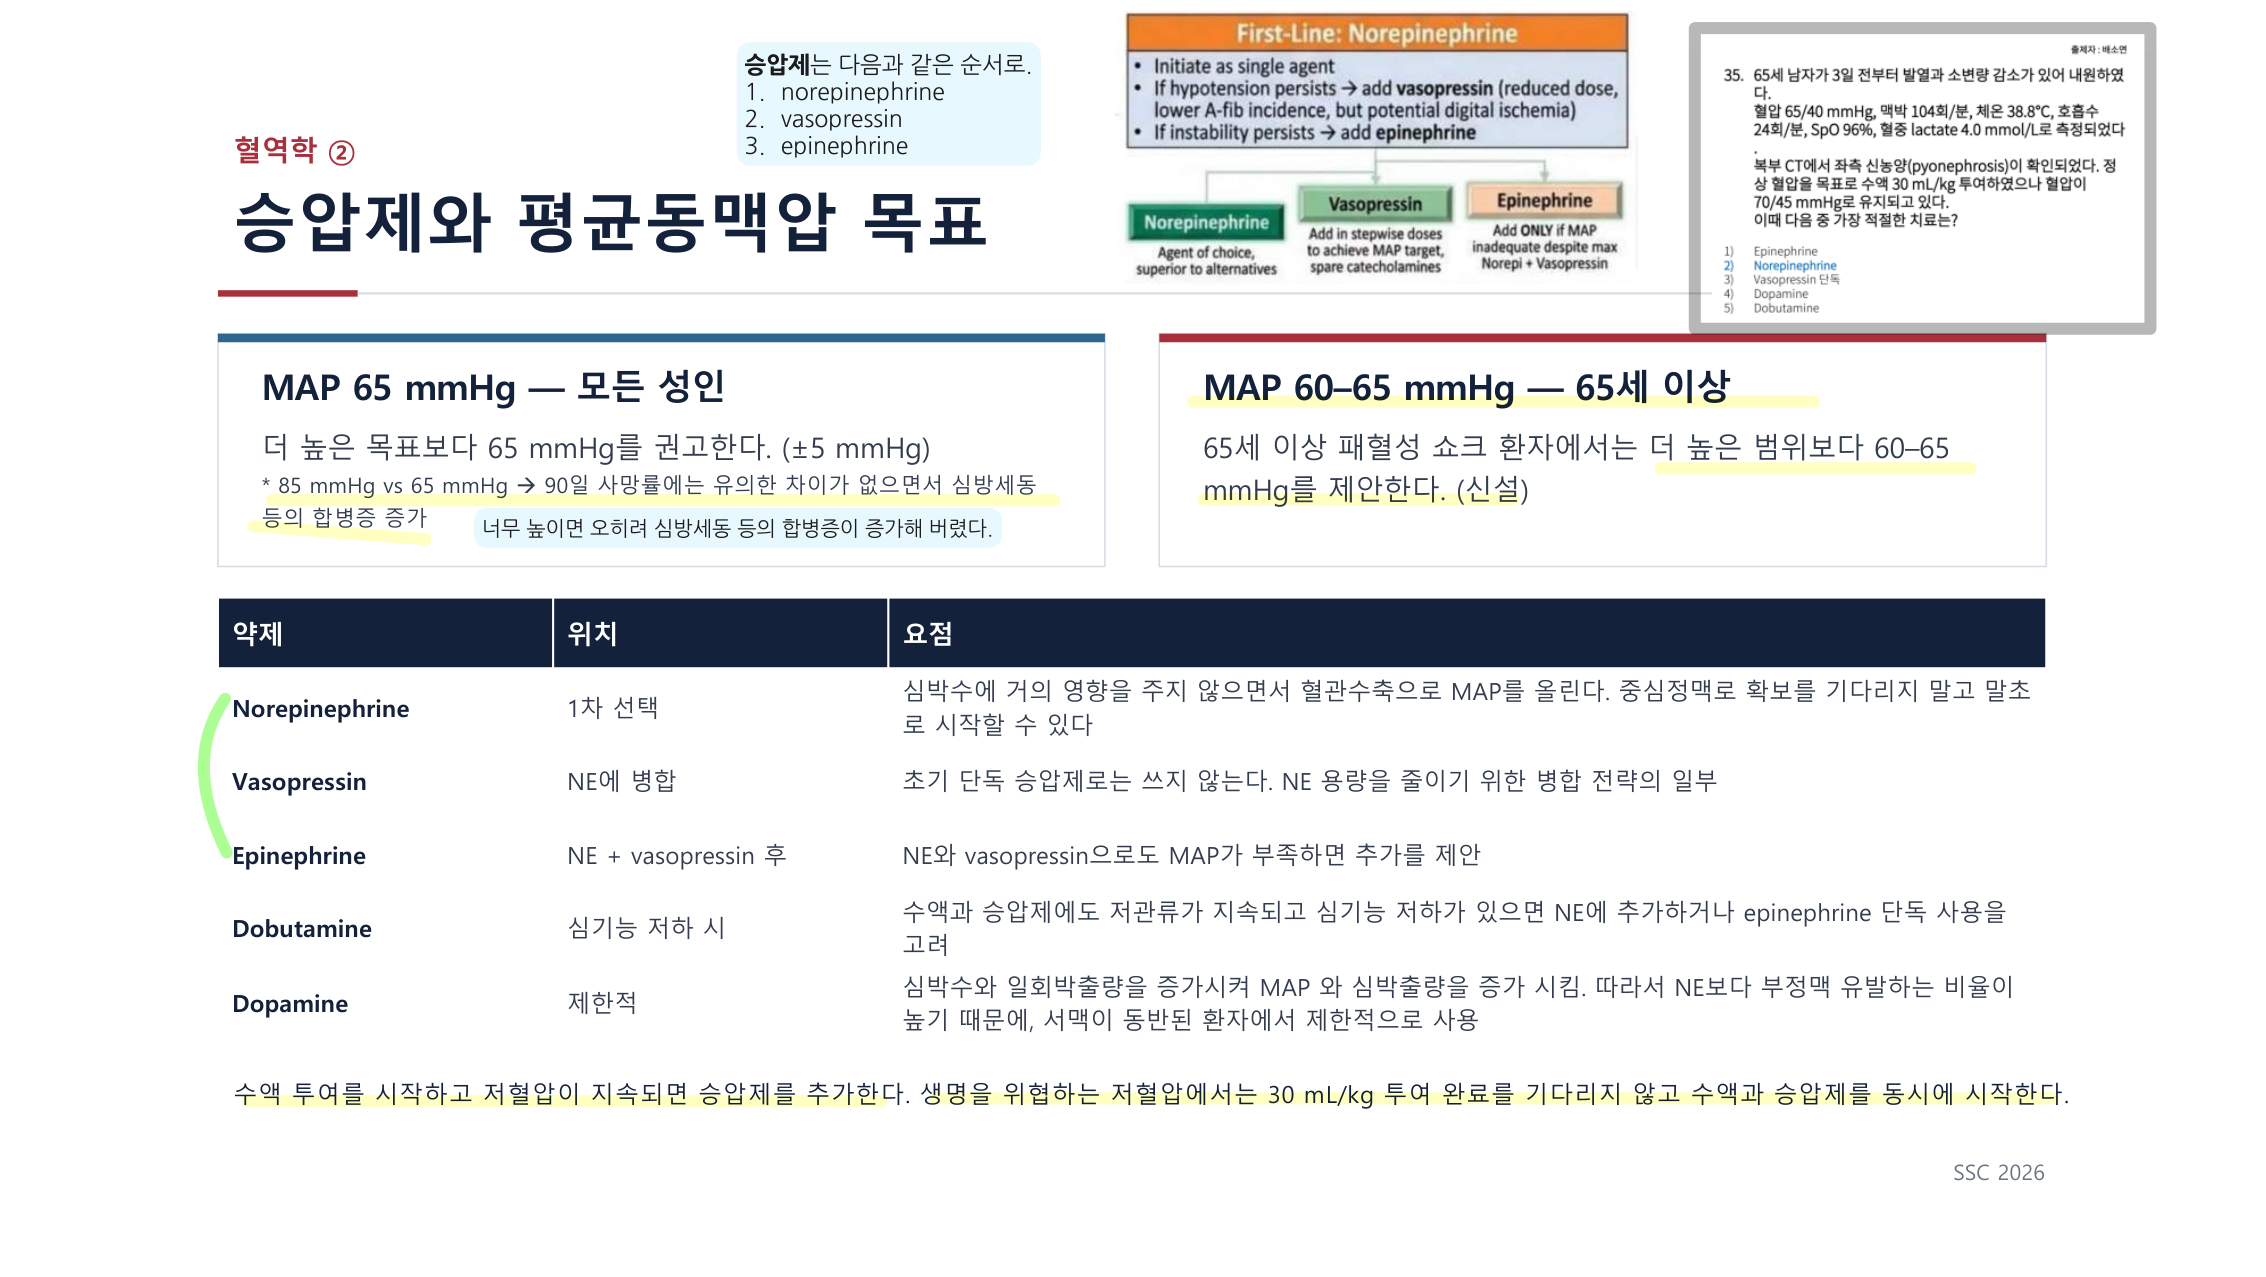 승압제는 다음과 같은 순서로.
1. norepinephrine
2. vasopressin
3. epinephrine
혈역학 ②
승압제와 평균동맥압 목표
First-Line: Norepinephrine
• Initiate as single agent
• If hypotension persists → add vasopressin (reduced dose,
lower A-fib incidence, but potential digital ischemia)
• If instability persists → add epinephrine
Norepinephrine
Agent of choice,
superior to alternatives
Vasopressin
Add in stepwise doses
to achieve MAP target,
spare catecholamines
Epinephrine
Add ONLY if MAP
inadequate despite max
Norepi + Vasopressin
출제자 : 배소연
35. 65세 남자가 3일 전부터 발열과 소변량 감소가 있어 내원하였
다.
혈압 65/40 mmHg, 맥박 104회/분, 체온 38.8℃, 호흡수
24회/분, SpO 96%, 혈중 lactate 4.0 mmol/L로 측정되었다
.
복부 CT에서 좌측 신농양(pyonephrosis)이 확인되었다. 정
상 혈압을 목표로 수액 30 mL/kg 투여하였으나 혈압이
70/45 mmHg로 유지되고 있다.
이때 다음 중 가장 적절한 치료는?
1) Epinephrine
2) Norepinephrine
3) Vasopressin 단독
4) Dopamine
5) Dobutamine
MAP 65 mmHg — 모든 성인
더 높은 목표보다 65 mmHg를 권고한다. (±5 mmHg)
* 85 mmHg vs 65 mmHg → 90일 사망률에는 유의한 차이가 없으면서 심방세동
등의 합병증 증가
너무 높이면 오히려 심방세동 등의 합병증이 증가해 버렸다.
MAP 60–65 mmHg — 65세 이상
65세 이상 패혈성 쇼크 환자에서는 더 높은 범위보다 60–65
mmHg를 제안한다. (신설)
약제 위치 요점
Norepinephrine 1차 선택 심박수에 거의 영향을 주지 않으면서 혈관수축으로 MAP를 올린다. 중심정맥로 확보를 기다리지 말고 말초
로 시작할 수 있다
Vasopressin NE에 병합 초기 단독 승압제로는 쓰지 않는다. NE 용량을 줄이기 위한 병합 전략의 일부
Epinephrine NE + vasopressin 후 NE와 vasopressin으로도 MAP가 부족하면 추가를 제안
Dobutamine 심기능 저하 시 수액과 승압제에도 저관류가 지속되고 심기능 저하가 있으면 NE에 추가하거나 epinephrine 단독 사용을
고려
Dopamine 제한적 심박수와 일회박출량을 증가시켜 MAP 와 심박출량을 증가 시킴. 따라서 NE보다 부정맥 유발하는 비율이
높기 때문에, 서맥이 동반된 환자에서 제한적으로 사용
수액 투여를 시작하고 저혈압이 지속되면 승압제를 추가한다. 생명을 위협하는 저혈압에서는 30 mL/kg 투여 완료를 기다리지 않고 수액과 승압제를 동시에 시작한다.
SSC 2026